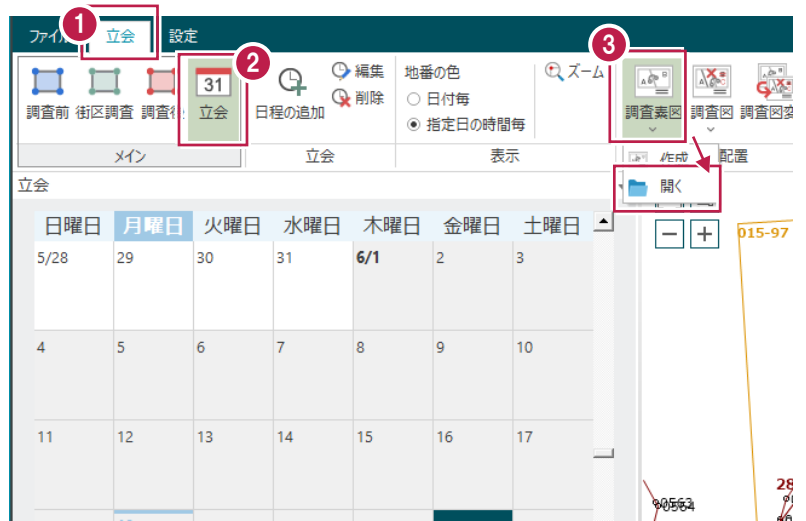 1
2
3
ファイル 立会 設定
編集
削除
地番の色
日付毎
指定日の時間毎
ズーム
調査前 街区調査 調査後 立会
31
日程の追加
調査素図 調査図
メイン
立会
表示
作成
配置
開く
立会
日曜日 月曜日 火曜日 水曜日 木曜日 金曜日 土曜日
5/28 29 30 31 6/1 2 3
4 5 6 7 8 9 10
11 12 13 14 15 16 17
015-97
28